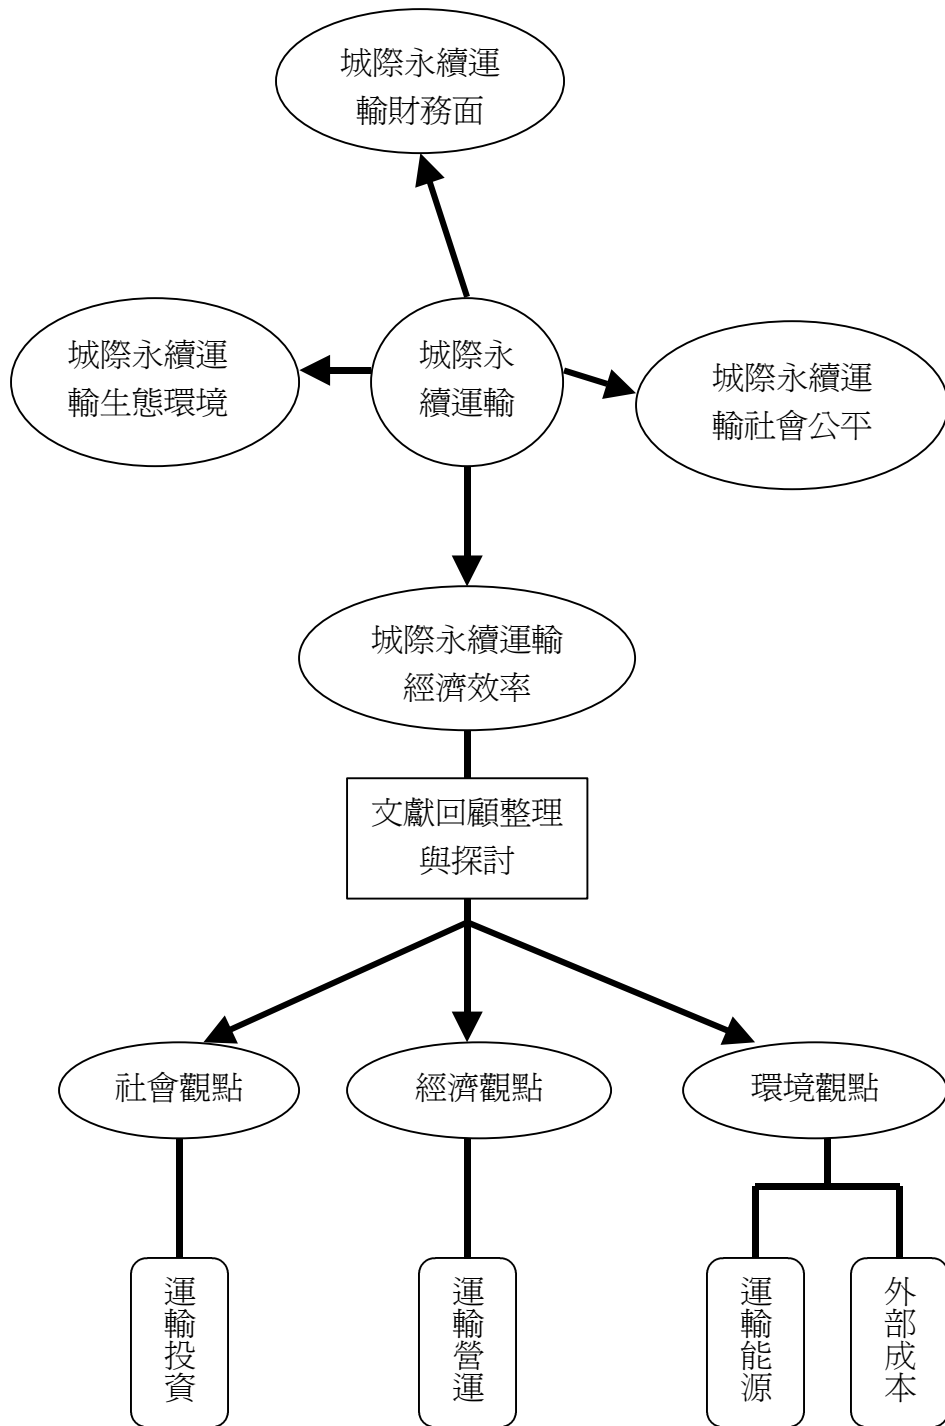 城際永續運
輸財務面
城際永續運
輸生態環境
城際永
續運輸
城際永續運
輸社會公平
城際永續運輸
經濟效率
文獻回顧整理
與探討
社會觀點
經濟觀點
環境觀點
運輸投資
運輸營運
運輸能源
外部成本